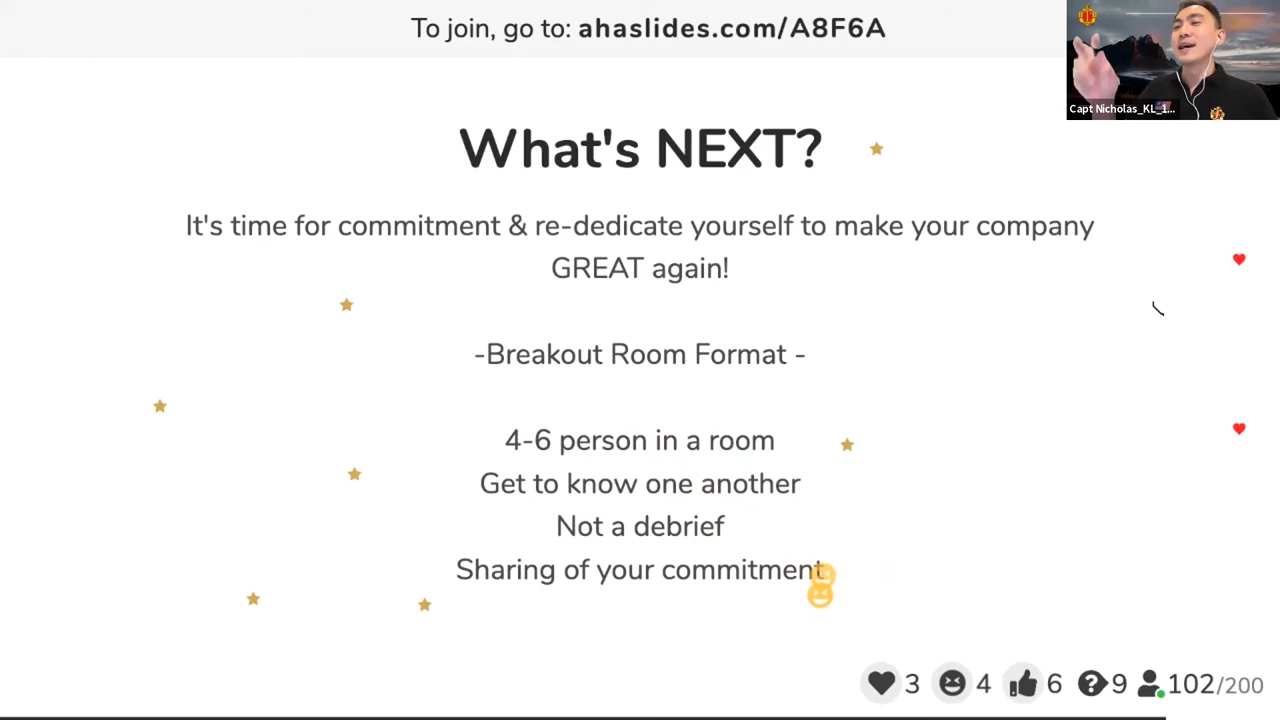 To join, go to: ahaslides.com/A8F6A
Capt Nicholas_KL_1...
What's NEXT?
It's time for commitment & re-dedicate yourself to make your company
GREAT again!
-Breakout Room Format -
4-6 person in a room
Get to know one another
Not a debrief
Sharing of your commitment
3 4 6 9 102/200